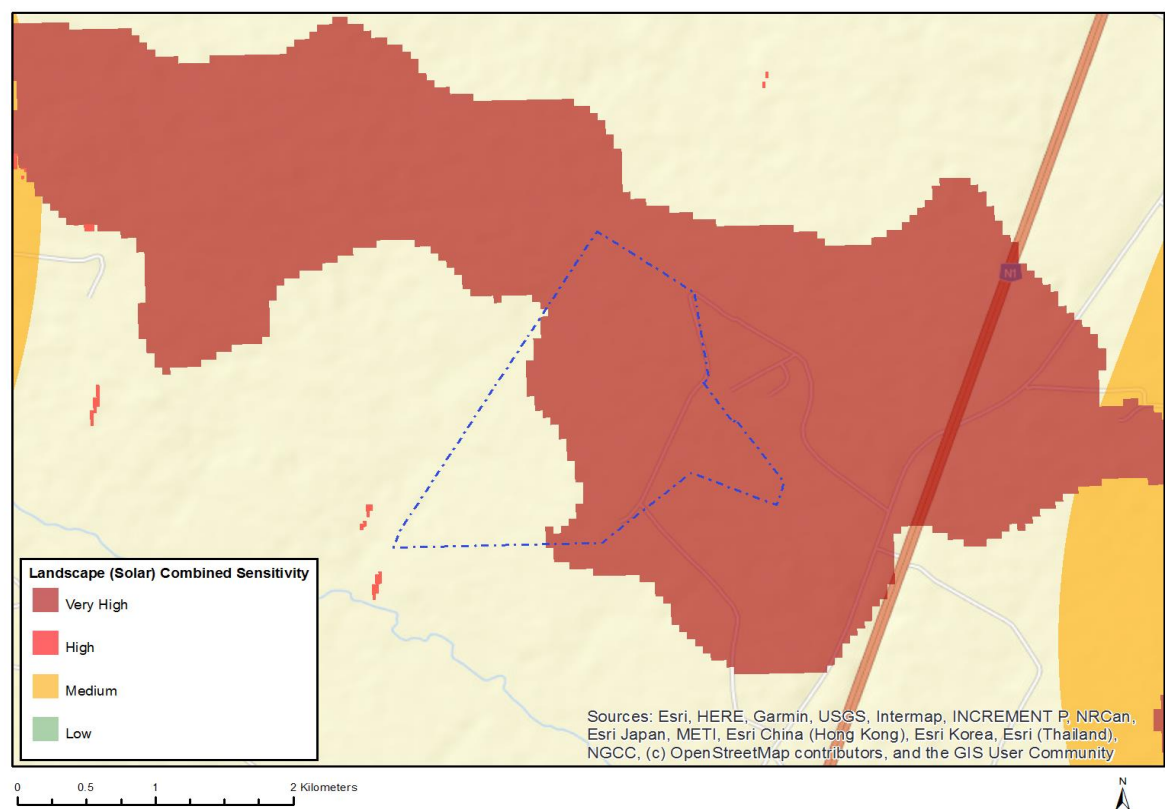 N1
Landscape (Solar) Combined Sensitivity
Very High
High
Medium
Low
Sources: Esri, HERE, Garmin, USGS, Intermap, INCREMENT P, NRCan,
Esri Japan, METI, Esri China (Hong Kong), Esri Korea, Esri (Thailand),
NGCC, (c) OpenStreetMap contributors, and the GIS User Community
0 0.5 1 2 Kilometers
N